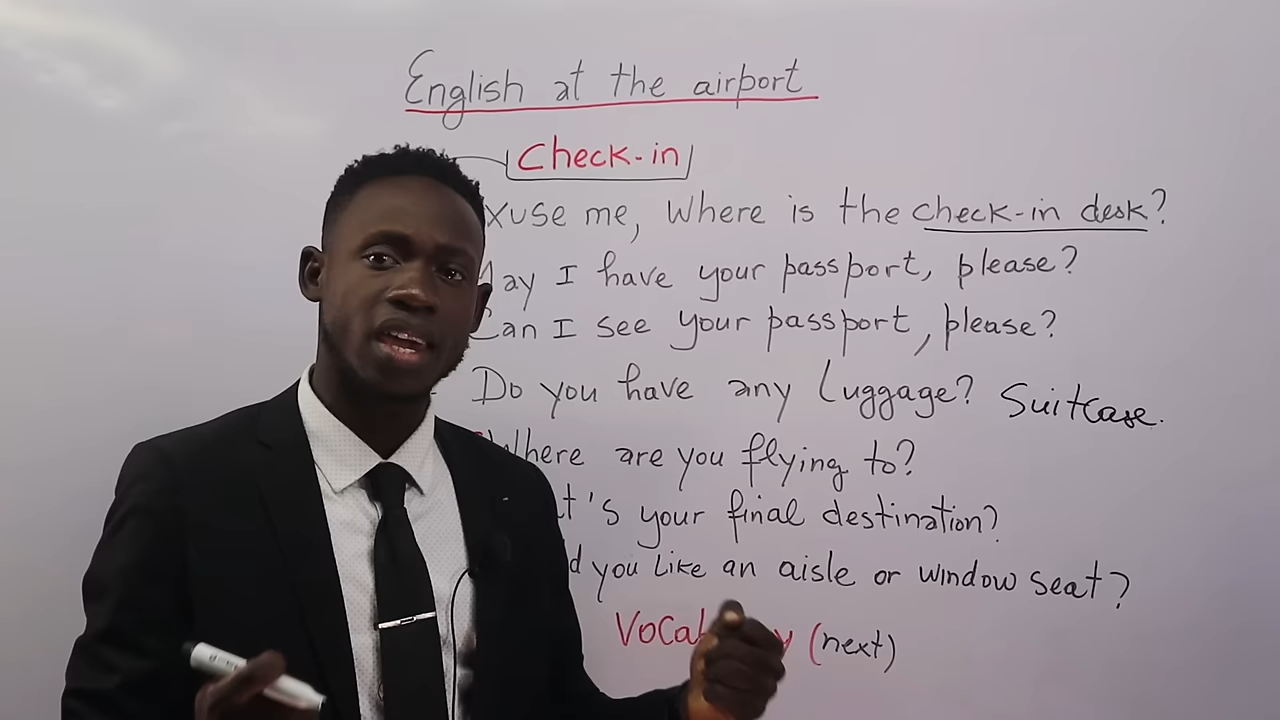 English at the airport
Check-in
xuse me, Where is the check-in desk?
May I have your passport, please?
Can I see your passport, please?
Do you have any Luggage? Suitcase.
Where are you flying to?
t's your final destination?
d you Like an aisle or window seat?
(next)